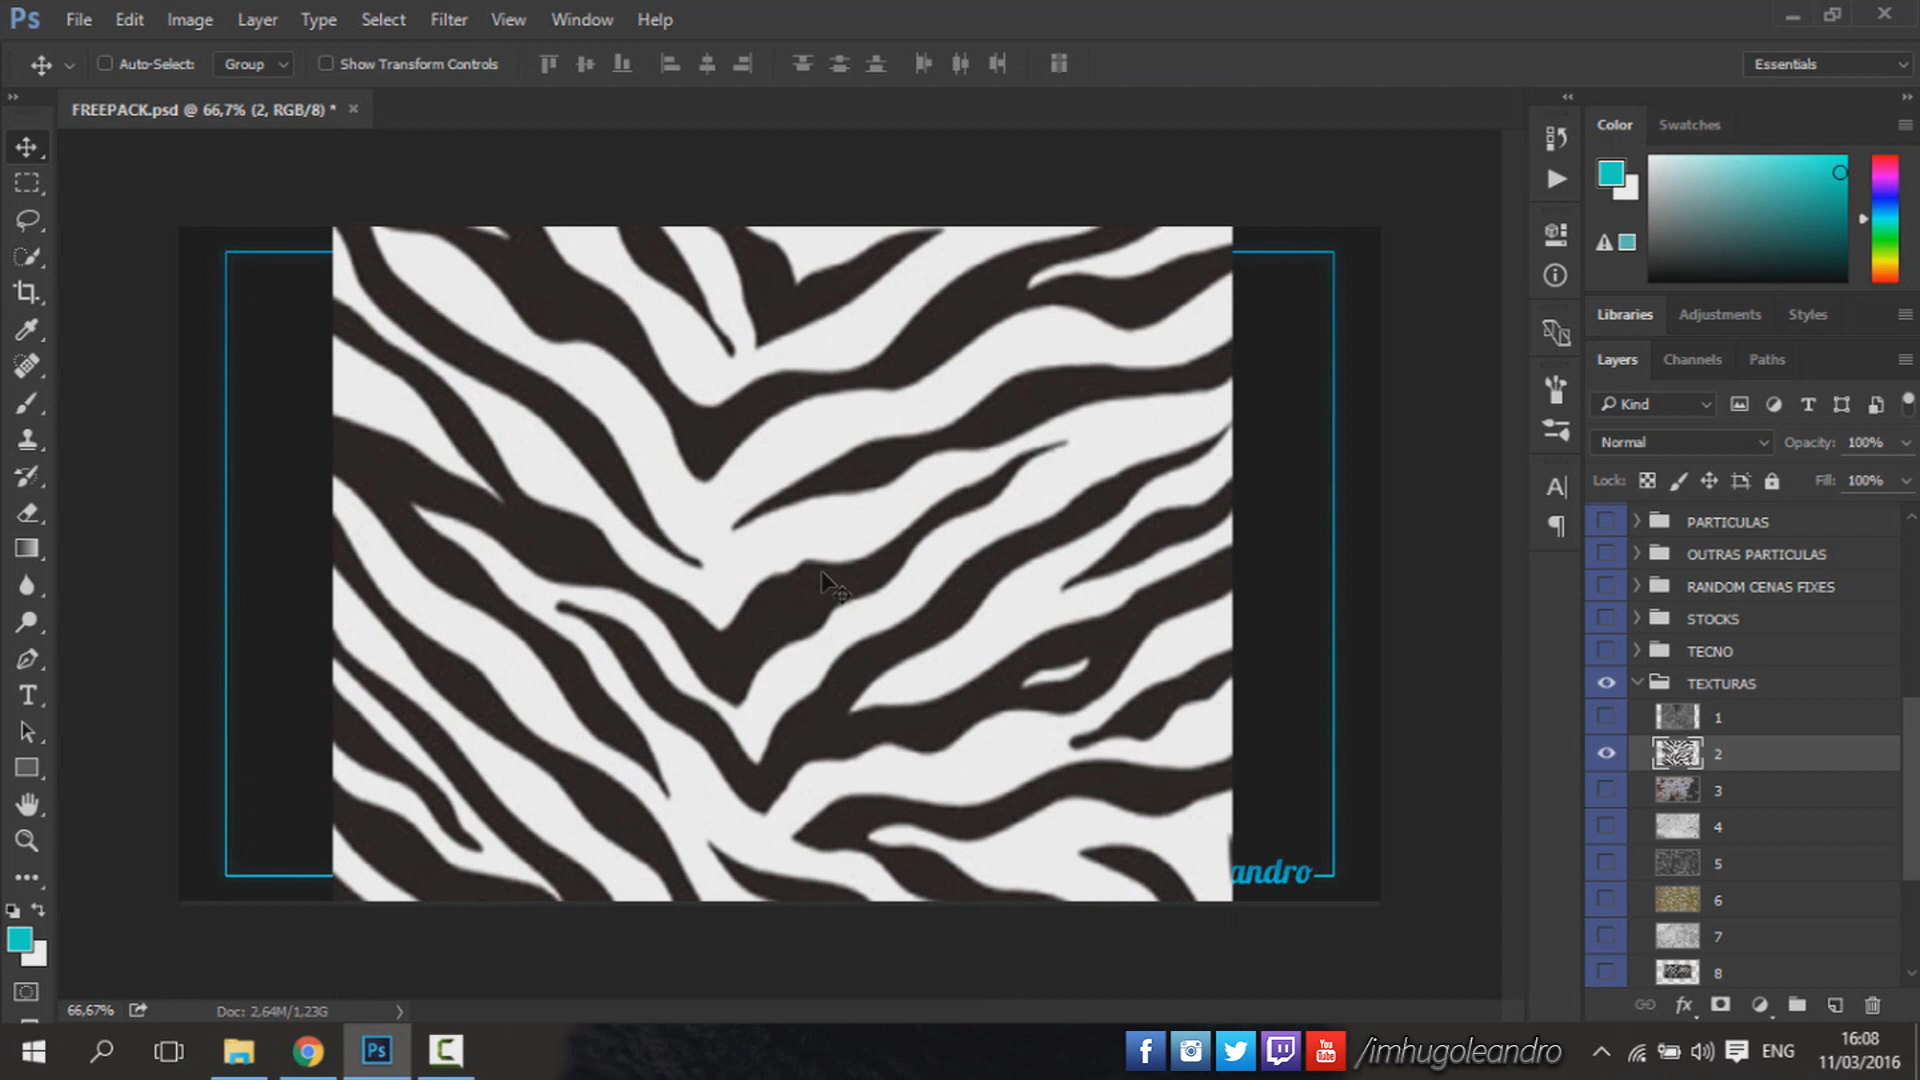 Ps File Edit Image Layer Type Select Filter View Window Help
Auto-Select: Group Show Transform Controls Essentials
FREEPACK.psd @ 66,7% (2, RGB/8) *
Color Swatches
Libraries Adjustments Styles
Layers Channels Paths
Kind
Normal Opacity: 100%
Lock: Fill: 100%
PARTICULAS
OUTRAS PARTICULAS
RANDOM CENAS FIXES
STOCKS
TECNO
TEXTURAS
1
2
3
4
5
6
7
8
andro
66,67% Doc: 2,64M/1,23G
/imhugoleandro
You Tube
ENG
16:08
11/03/2016